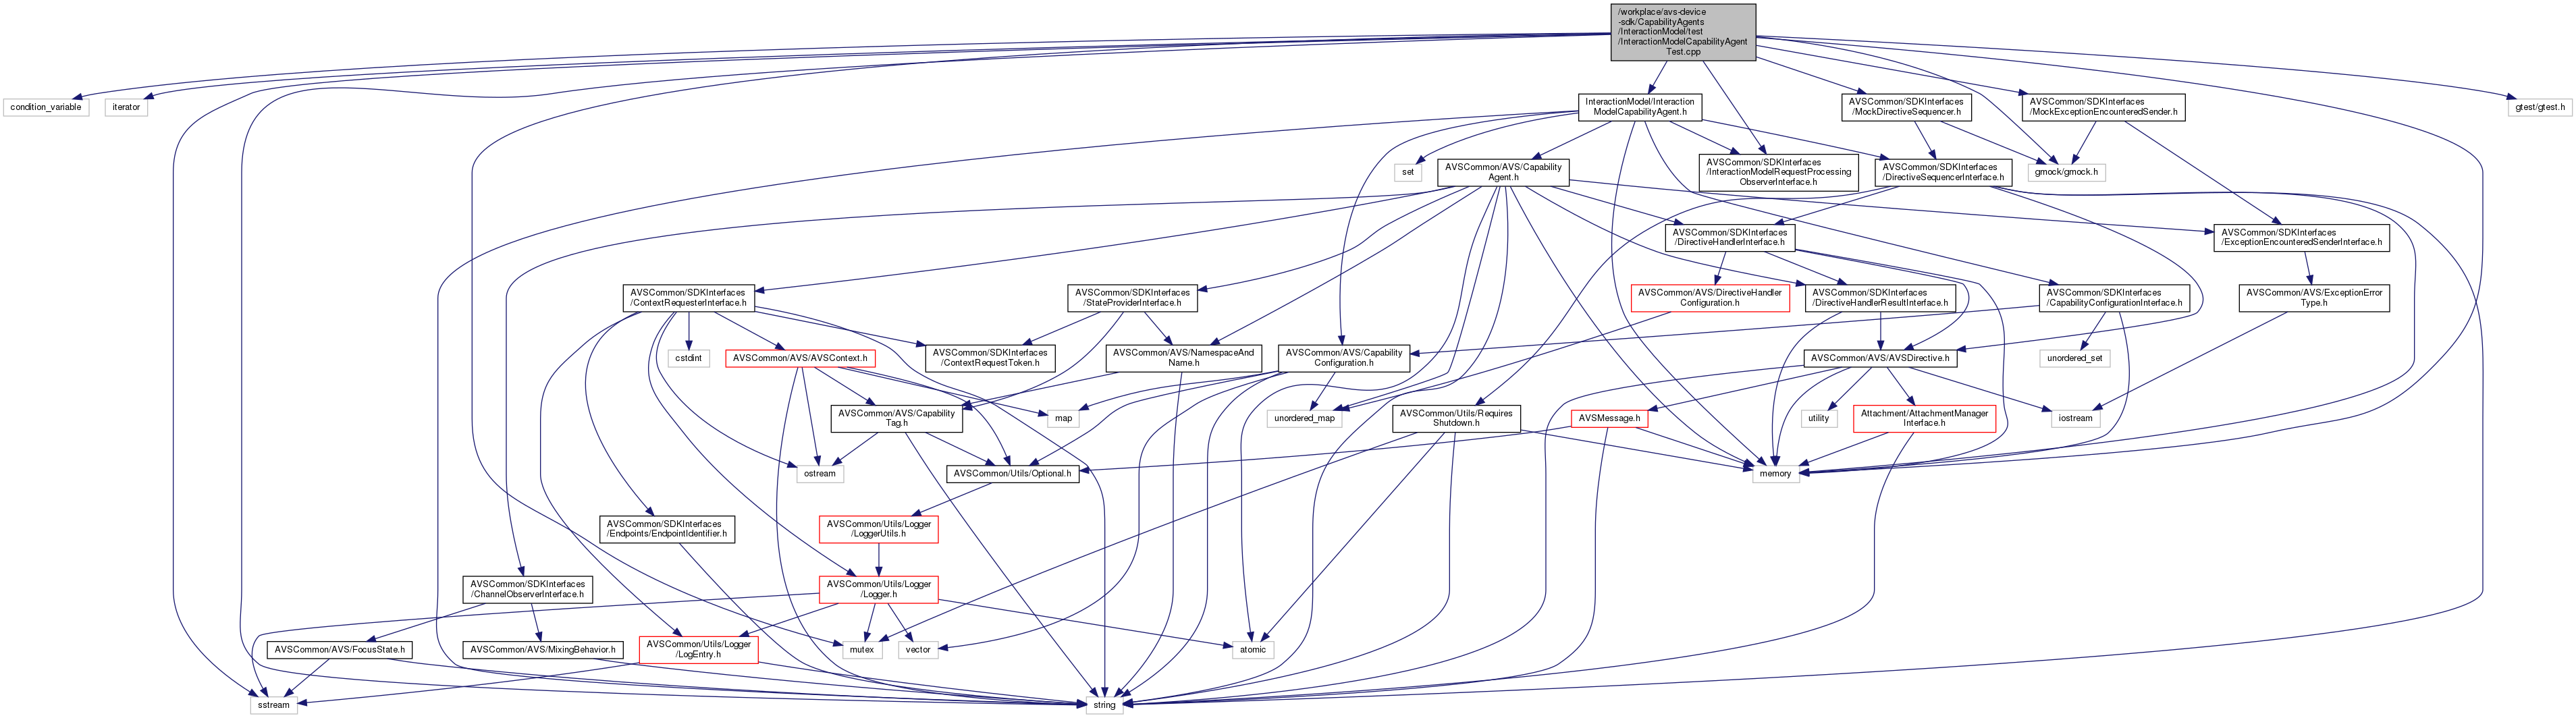 /workplace/avs-device
-sdk/CapabilityAgents
/InteractionModel/test
/InteractionModelCapabilityAgent
Test.cpp
condition_variable
iterator
InteractionModel/Interaction
ModelCapabilityAgent.h
AVSCommon/SDKInterfaces
/MockDirectiveSequencer.h
AVSCommon/SDKInterfaces
/MockExceptionEncounteredSender.h
gtest/gtest.h
set
AVSCommon/AVS/Capability
Agent.h
AVSCommon/SDKInterfaces
/InteractionModelRequestProcessing
ObserverInterface.h
AVSCommon/SDKInterfaces
/DirectiveSequencerInterface.h
gmock/gmock.h
AVSCommon/SDKInterfaces
/DirectiveHandlerInterface.h
AVSCommon/SDKInterfaces
/ExceptionEncounteredSenderInterface.h
AVSCommon/SDKInterfaces
/ContextRequesterInterface.h
AVSCommon/SDKInterfaces
/StateProviderInterface.h
AVSCommon/AVS/DirectiveHandler
Configuration.h
AVSCommon/SDKInterfaces
/DirectiveHandlerResultInterface.h
AVSCommon/SDKInterfaces
/CapabilityConfigurationInterface.h
AVSCommon/AVS/ExceptionError
Type.h
cstdint
AVSCommon/AVS/AVSContext.h
AVSCommon/SDKInterfaces
/ContextRequestToken.h
AVSCommon/AVS/NamespaceAnd
Name.h
AVSCommon/AVS/Capability
Configuration.h
AVSCommon/AVS/AVSDirective.h
unordered_set
AVSCommon/AVS/Capability
Tag.h
map
unordered_map
AVSCommon/Utils/Requires
Shutdown.h
AVSMessage.h
utility
Attachment/AttachmentManager
Interface.h
iostream
ostream
AVSCommon/Utils/Optional.h
memory
AVSCommon/SDKInterfaces
/Endpoints/EndpointIdentifier.h
AVSCommon/Utils/Logger
/LoggerUtils.h
AVSCommon/SDKInterfaces
/ChannelObserverInterface.h
AVSCommon/Utils/Logger
/Logger.h
AVSCommon/AVS/FocusState.h
AVSCommon/AVS/MixingBehavior.h
AVSCommon/Utils/Logger
/LogEntry.h
mutex
vector
atomic
sstream
string